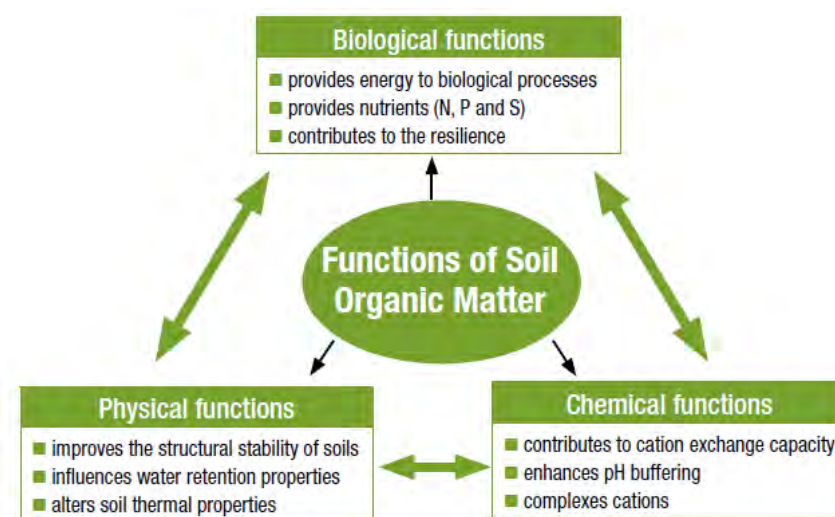 Biological functions
■ provides energy to biological processes
■ provides nutrients (N, P and S)
■ contributes to the resilience
Functions of Soil
Organic Matter
Physical functions
■ improves the structural stability of soils
■ influences water retention properties
■ alters soil thermal properties
Chemical functions
■ contributes to cation exchange capacity
■ enhances pH buffering
■ complexes cations